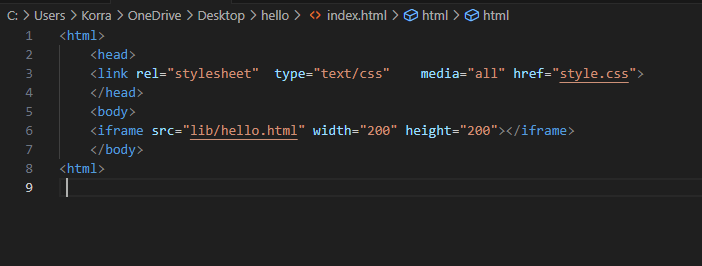 C: > Users > Korra > OneDrive > Desktop > hello > <> index.html > html > html
1 <html>
2 <head>
3 <link rel="stylesheet"  type="text/css"    media="all" href="style.css">
4 </head>
5 <body>
6 <iframe src="lib/hello.html" width="200" height="200"></iframe>
7 </body>
8 <html>
9